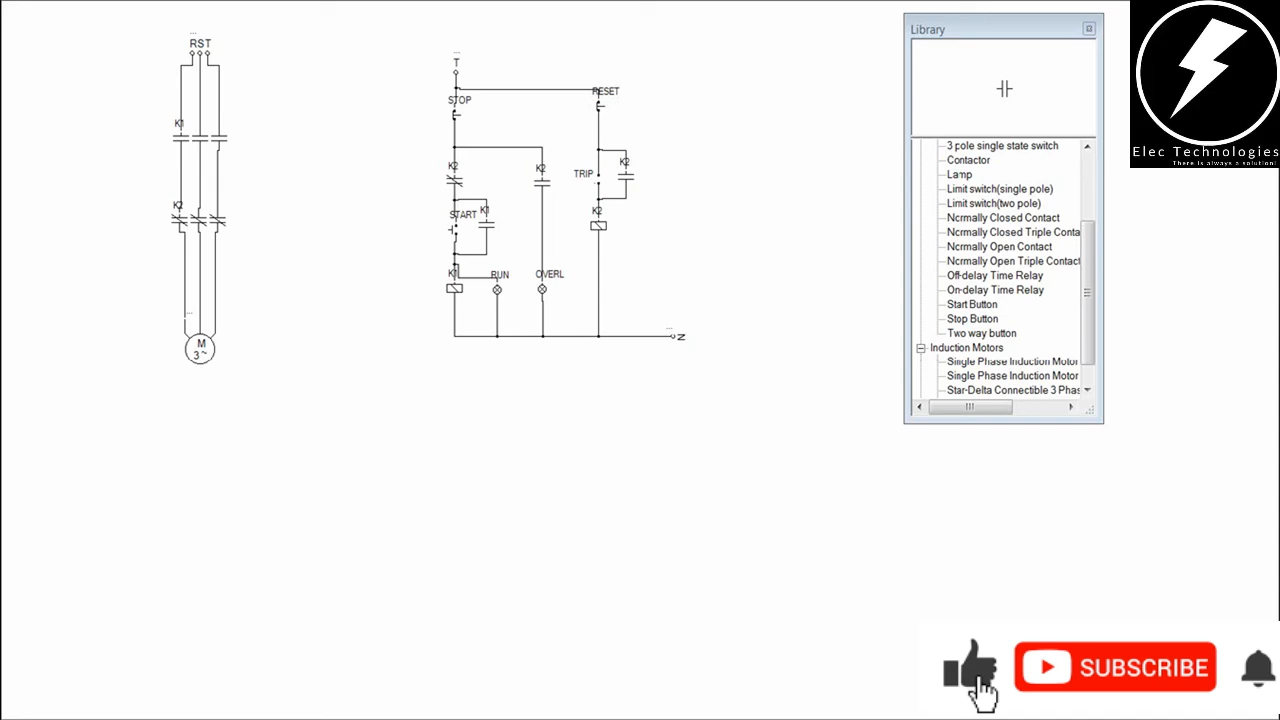 RST
K1
K2
M
3~
T
STOP
K2
START
K1
K1
RUN
K2
OVERL
RESET
TRIP
K2
K2
N
Library
3 pole single state switch
Contactor
Lamp
Limit switch(single pole)
Limit switch(two pole)
Normally Closed Contact
Normally Closed Triple Conta
Normally Open Contact
Normally Open Triple Contact
Off-delay Time Relay
On-delay Time Relay
Start Button
Stop Button
Two way button
Induction Motors
Single Phase Induction Motor
Single Phase Induction Motor
Star-Delta Connectible 3 Phas
Elec Technologies
There is always a solution!
SUBSCRIBE